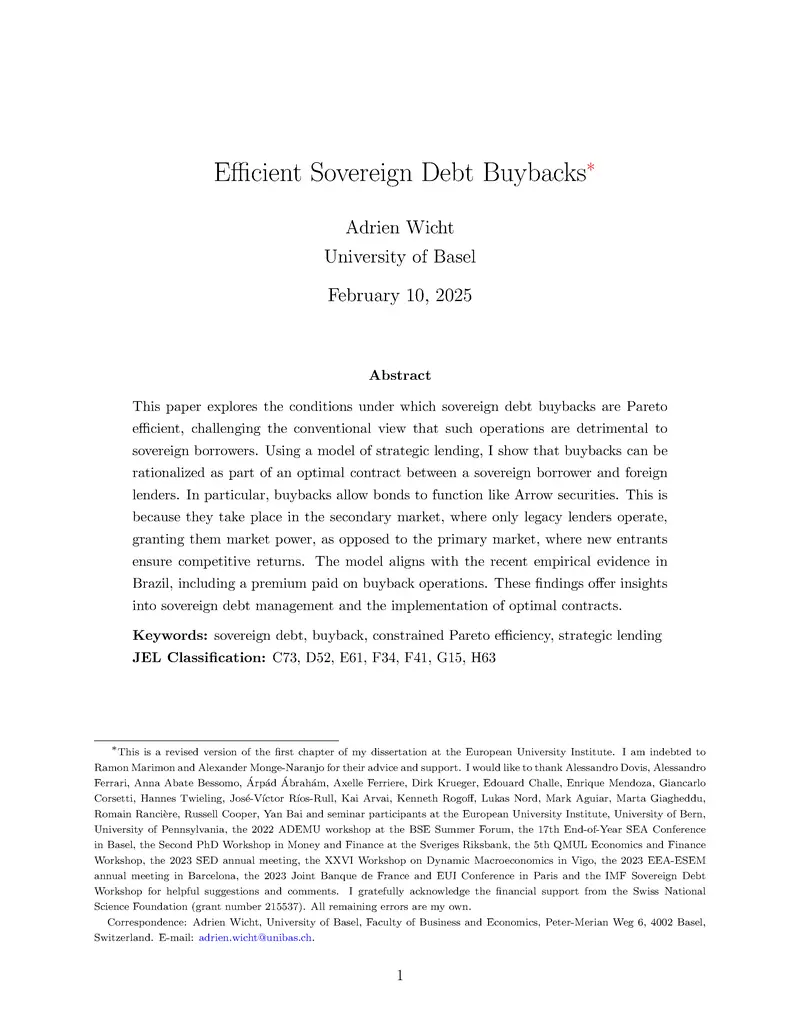 Efficient Sovereign Debt Buybacks*
Adrien Wicht
University of Basel
February 10, 2025
Abstract
This paper explores the conditions under which sovereign debt buybacks are Pareto
efficient, challenging the conventional view that such operations are detrimental to
sovereign borrowers. Using a model of strategic lending, I show that buybacks can be
rationalized as part of an optimal contract between a sovereign borrower and foreign
lenders. In particular, buybacks allow bonds to function like Arrow securities. This is
because they take place in the secondary market, where only legacy lenders operate,
granting them market power, as opposed to the primary market, where new entrants
ensure competitive returns. The model aligns with the recent empirical evidence in
Brazil, including a premium paid on buyback operations. These findings offer insights
into sovereign debt management and the implementation of optimal contracts.
Keywords: sovereign debt, buyback, constrained Pareto efficiency, strategic lending
JEL Classification: C73, D52, E61, F34, F41, G15, H63
*This is a revised version of the first chapter of my dissertation at the European University Institute. I am indebted to
Ramon Marimon and Alexander Monge-Naranjo for their advice and support. I would like to thank Alessandro Dovis, Alessandro
Ferrari, Anna Abate Bessomo, Árpád Ábrahám, Axelle Ferriere, Dirk Krueger, Edouard Challe, Enrique Mendoza, Giancarlo
Corsetti, Hannes Twieling, José-Víctor Ríos-Rull, Kai Arvai, Kenneth Rogoff, Lukas Nord, Mark Aguiar, Marta Giagheddu,
Romain Rancière, Russell Cooper, Yan Bai and seminar participants at the European University Institute, University of Bern,
University of Pennsylvania, the 2022 ADEMU workshop at the BSE Summer Forum, the 17th End-of-Year SEA Conference
in Basel, the Second PhD Workshop in Money and Finance at the Sveriges Riksbank, the 5th QMUL Economics and Finance
Workshop, the 2023 SED annual meeting, the XXVI Workshop on Dynamic Macroeconomics in Vigo, the 2023 EEA-ESEM
annual meeting in Barcelona, the 2023 Joint Banque de France and EUI Conference in Paris and the IMF Sovereign Debt
Workshop for helpful suggestions and comments. I gratefully acknowledge the financial support from the Swiss National
Science Foundation (grant number 215537). All remaining errors are my own.
Correspondence: Adrien Wicht, University of Basel, Faculty of Business and Economics, Peter-Merian Weg 6, 4002 Basel,
Switzerland. E-mail: adrien.wicht@unibas.ch.
1